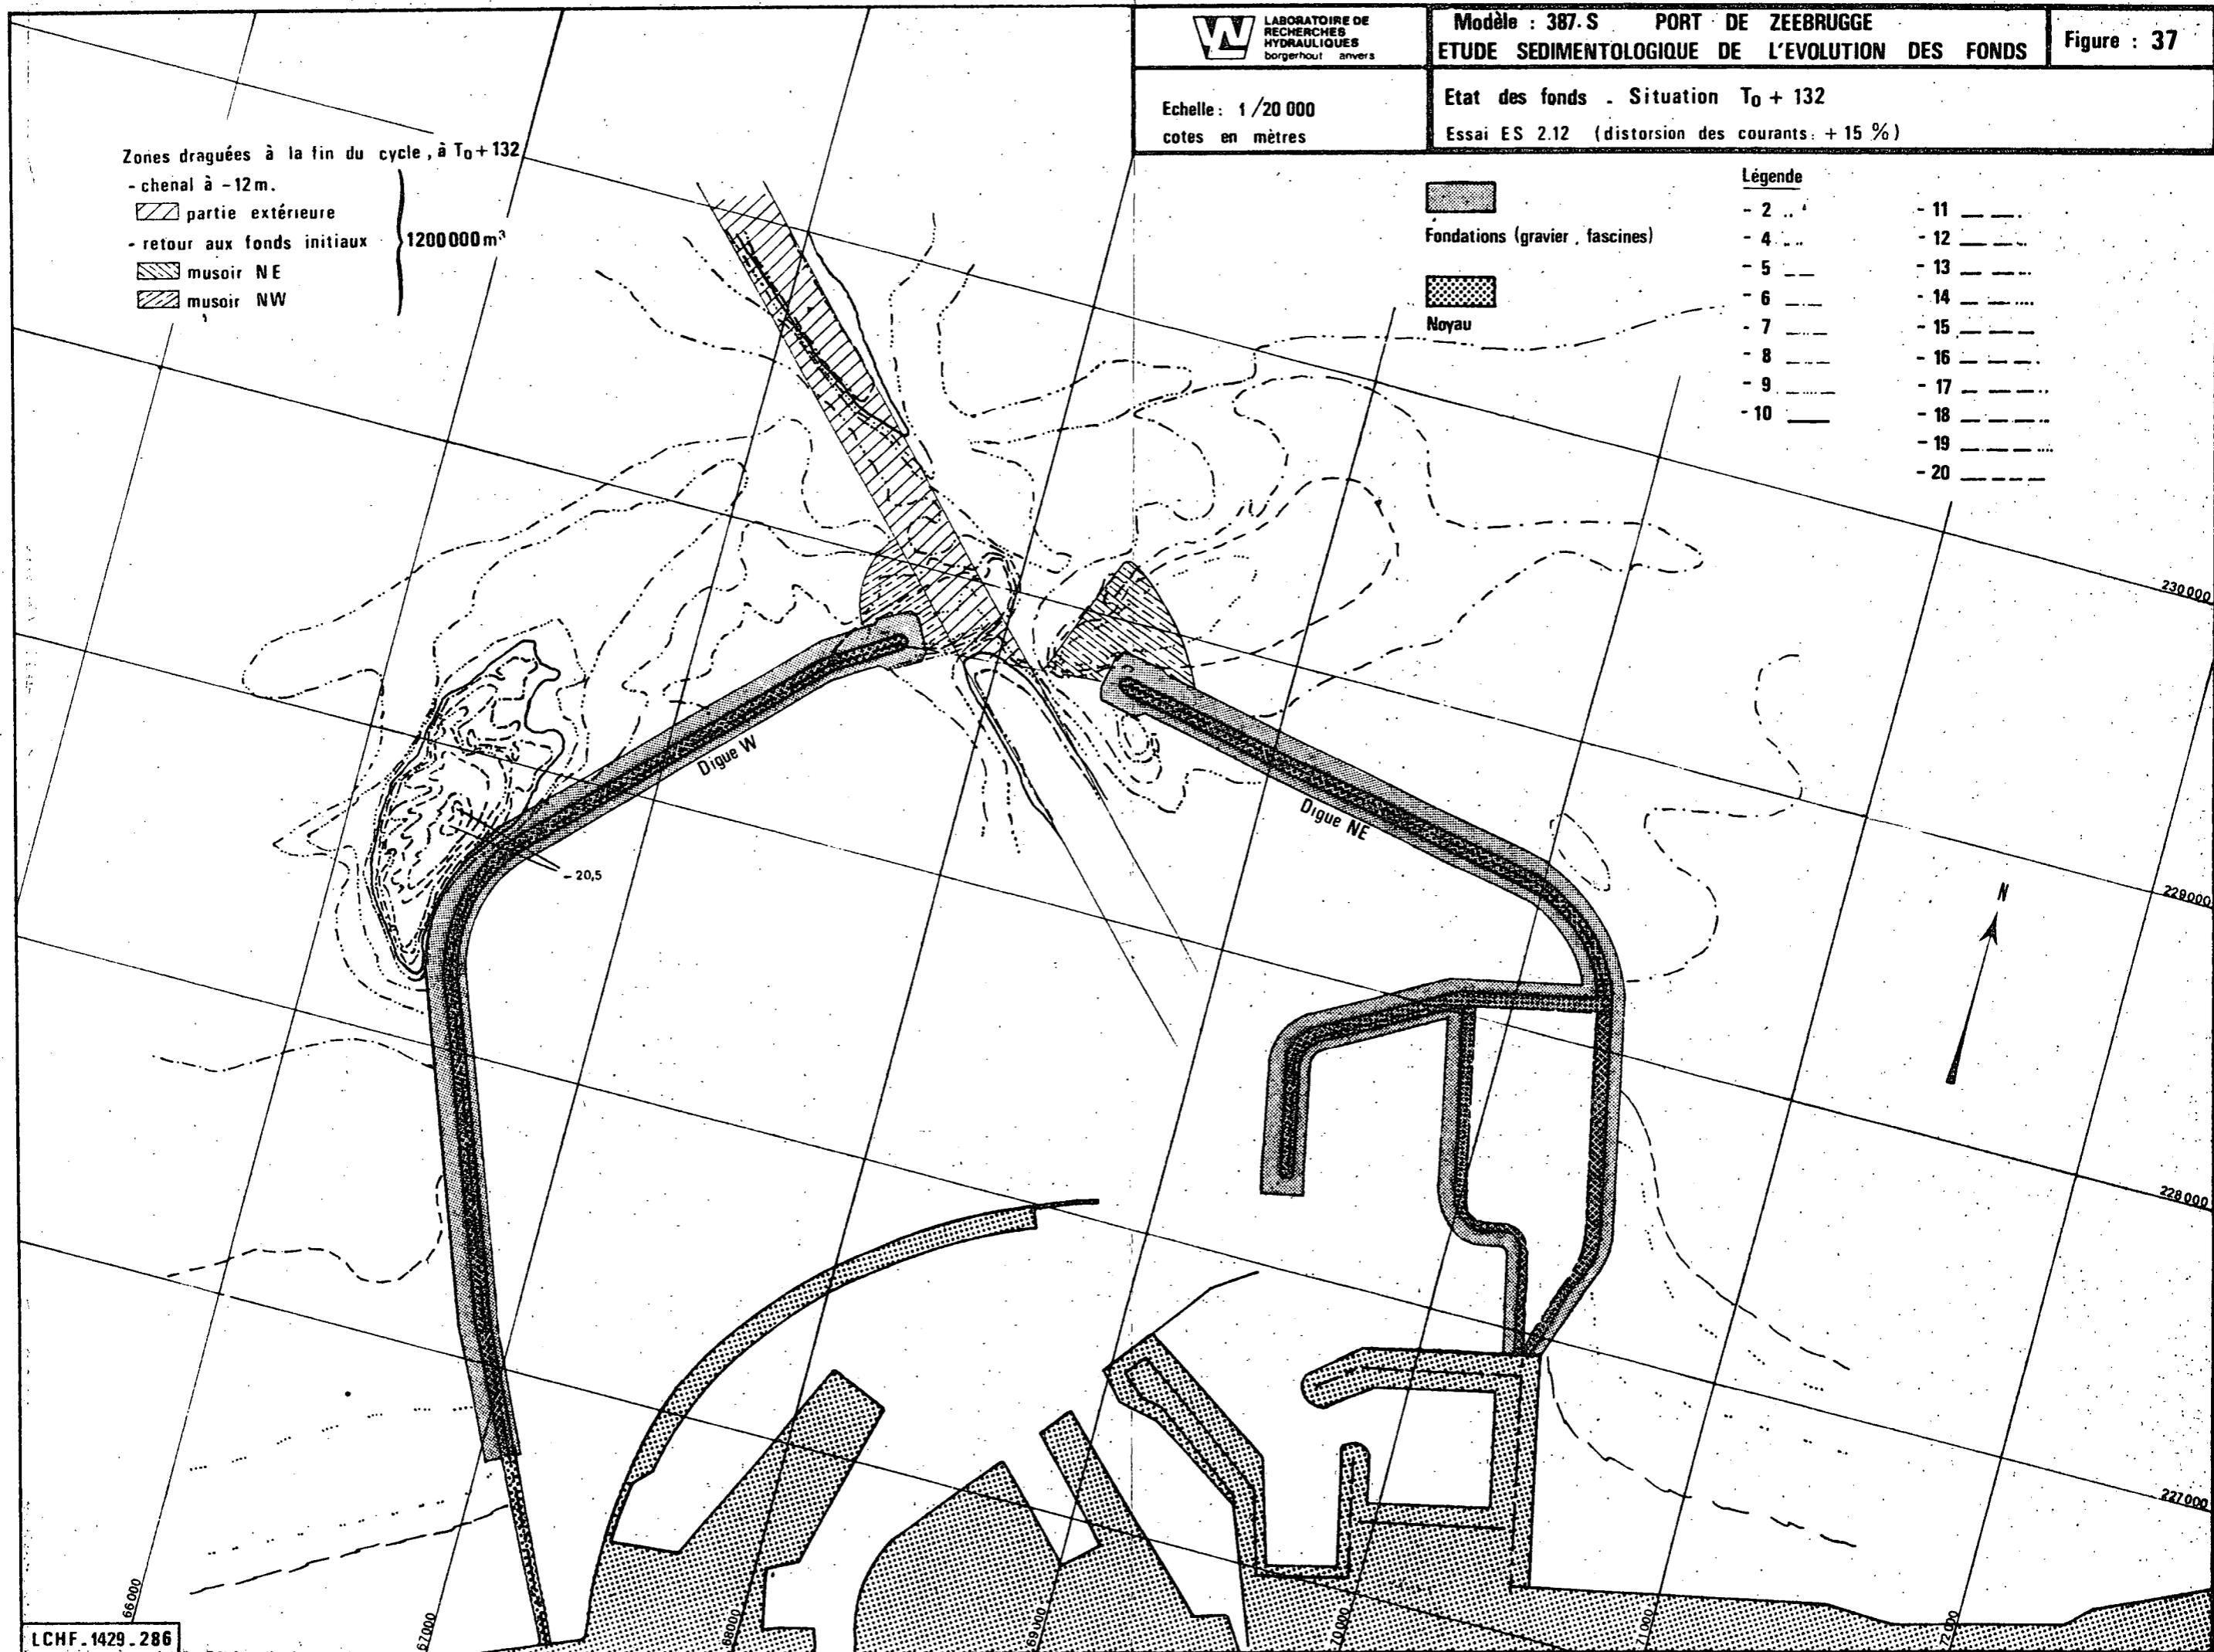 LABORATOIRE DE
RECHERCHES
HYDRAULIQUES
borgerhout anvers
Modèle : 387.S PORT DE ZEEBRUGGE
ETUDE SEDIMENTOLOGIQUE DE L'EVOLUTION DES FONDS
Figure : 37
Echelle : 1/20 000
cotes en mètres
Etat des fonds - Situation T0 + 132
Essai ES 2.12 (distorsion des courants : + 15 %)
Zones draguées à la fin du cycle, à T0 + 132
- chenal à -12 m.
partie extérieure
- retour aux fonds initiaux
1200000 m³
musoir NE
musoir NW
Fondations (gravier, fascines)
Noyau
Légende
- 2
- 4
- 5
- 6
- 7
- 8
- 9
- 10
- 11
- 12
- 13
- 14
- 15
- 16
- 17
- 18
- 19
- 20
230000
Digue W
Digue NE
- 20,5
N
229000
228000
227000
66000
67000
68000
69000
70000
71000
72000
LCHF-1429-286